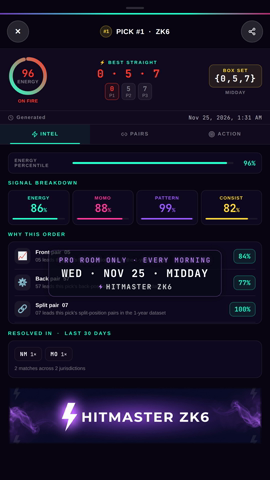 ✕
#1 PICK #1 · ZK6
96
ENERGY
ON FIRE
⚡ BEST STRAIGHT
0 · 5 · 7
0 5 7
P1 P2 P3
BOX SET
{0,5,7}
MIDDAY
Generated
Nov 25, 2026, 1:31 AM
INTEL
PAIRS
ACTION
ENERGY
PERCENTILE
96%
SIGNAL BREAKDOWN
ENERGY MOMO PATTERN CONSIST
86% 88% 99% 82%
WHY THIS ORDER
Front pair
84%
PRO ROOM ONLY · EVERY MORNING
WED · NOV 25 · MIDDAY
⚡ HITMASTER ZK6
77%
Split pair 07
07 leads this pick's split-position pairs in the 1-year dataset
100%
RESOLVED IN · LAST 30 DAYS
NM 1× MO 1×
2 matches across 2 jurisdictions
HITMASTER ZK6